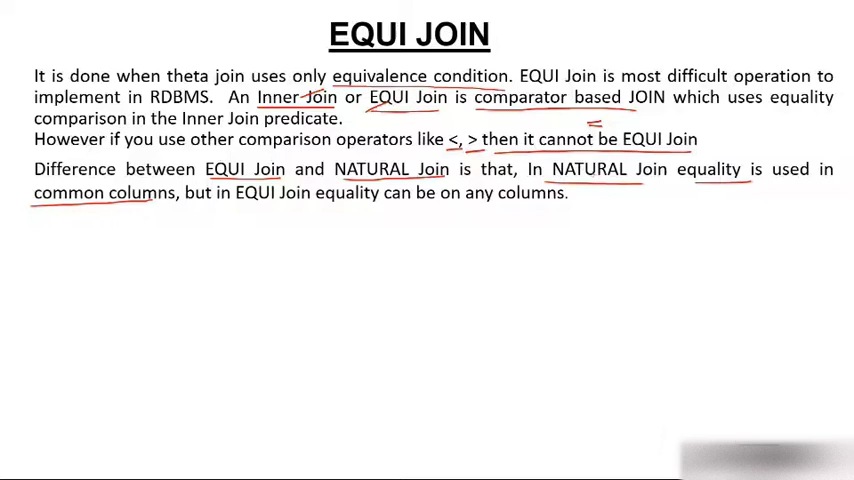 EQUI JOIN
It is done when theta join uses only equivalence condition. EQUI Join is most difficult operation to
implement in RDBMS. An Inner Join or EQUI Join is comparator based JOIN which uses equality
comparison in the Inner Join predicate.
However if you use other comparison operators like <, > then it cannot be EQUI Join
Difference between EQUI Join and NATURAL Join is that, In NATURAL Join equality is used in
common columns, but in EQUI Join equality can be on any columns.